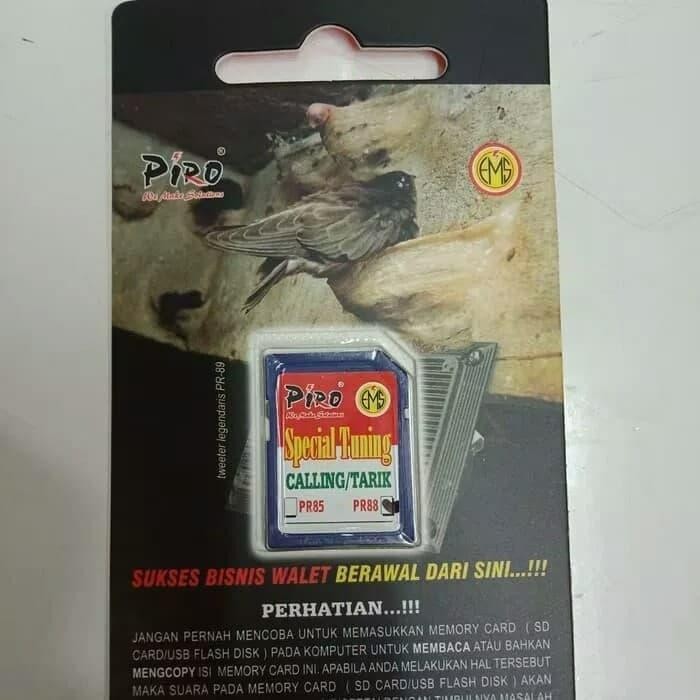 PiRO®
We Make Solutions
EMS
tweeter legendaris PR-89
PiRO®
We Make Solutions
EMS
Special Tuning
CALLING/TARIK
PR85 PR88
SUKSES BISNIS WALET BERAWAL DARI SINI...!!!
PERHATIAN...!!!
JANGAN PERNAH MENCOBA UNTUK MEMASUKKAN MEMORY CARD ( SD
CARD/USB FLASH DISK ) PADA KOMPUTER UNTUK MEMBACA ATAU BAHKAN
MENGCOPY ISI MEMORY CARD INI. APABILA ANDA MELAKUKAN HAL TERSEBUT
MAKA SUARA PADA MEMORY CARD ( SD CARD/USB FLASH DISK ) AKAN
DENGAN TIMBULNYA MASALAH